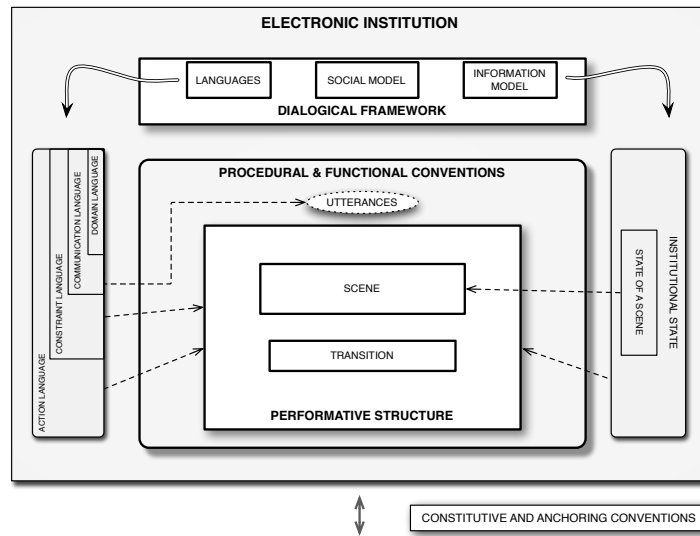 ELECTRONIC INSTITUTION
LANGUAGES
SOCIAL MODEL
INFORMATION
MODEL
DIALOGICAL FRAMEWORK
ACTION LANGUAGE
CONSTRAINT LANGUAGE
COMMUNICATION LANGUAGE
DOMAIN LANGUAGE
PROCEDURAL & FUNCTIONAL CONVENTIONS
UTTERANCES
SCENE
TRANSITION
PERFORMATIVE STRUCTURE
STATE OF A SCENE
INSTITUTIONAL STATE
CONSTITUTIVE AND ANCHORING CONVENTIONS